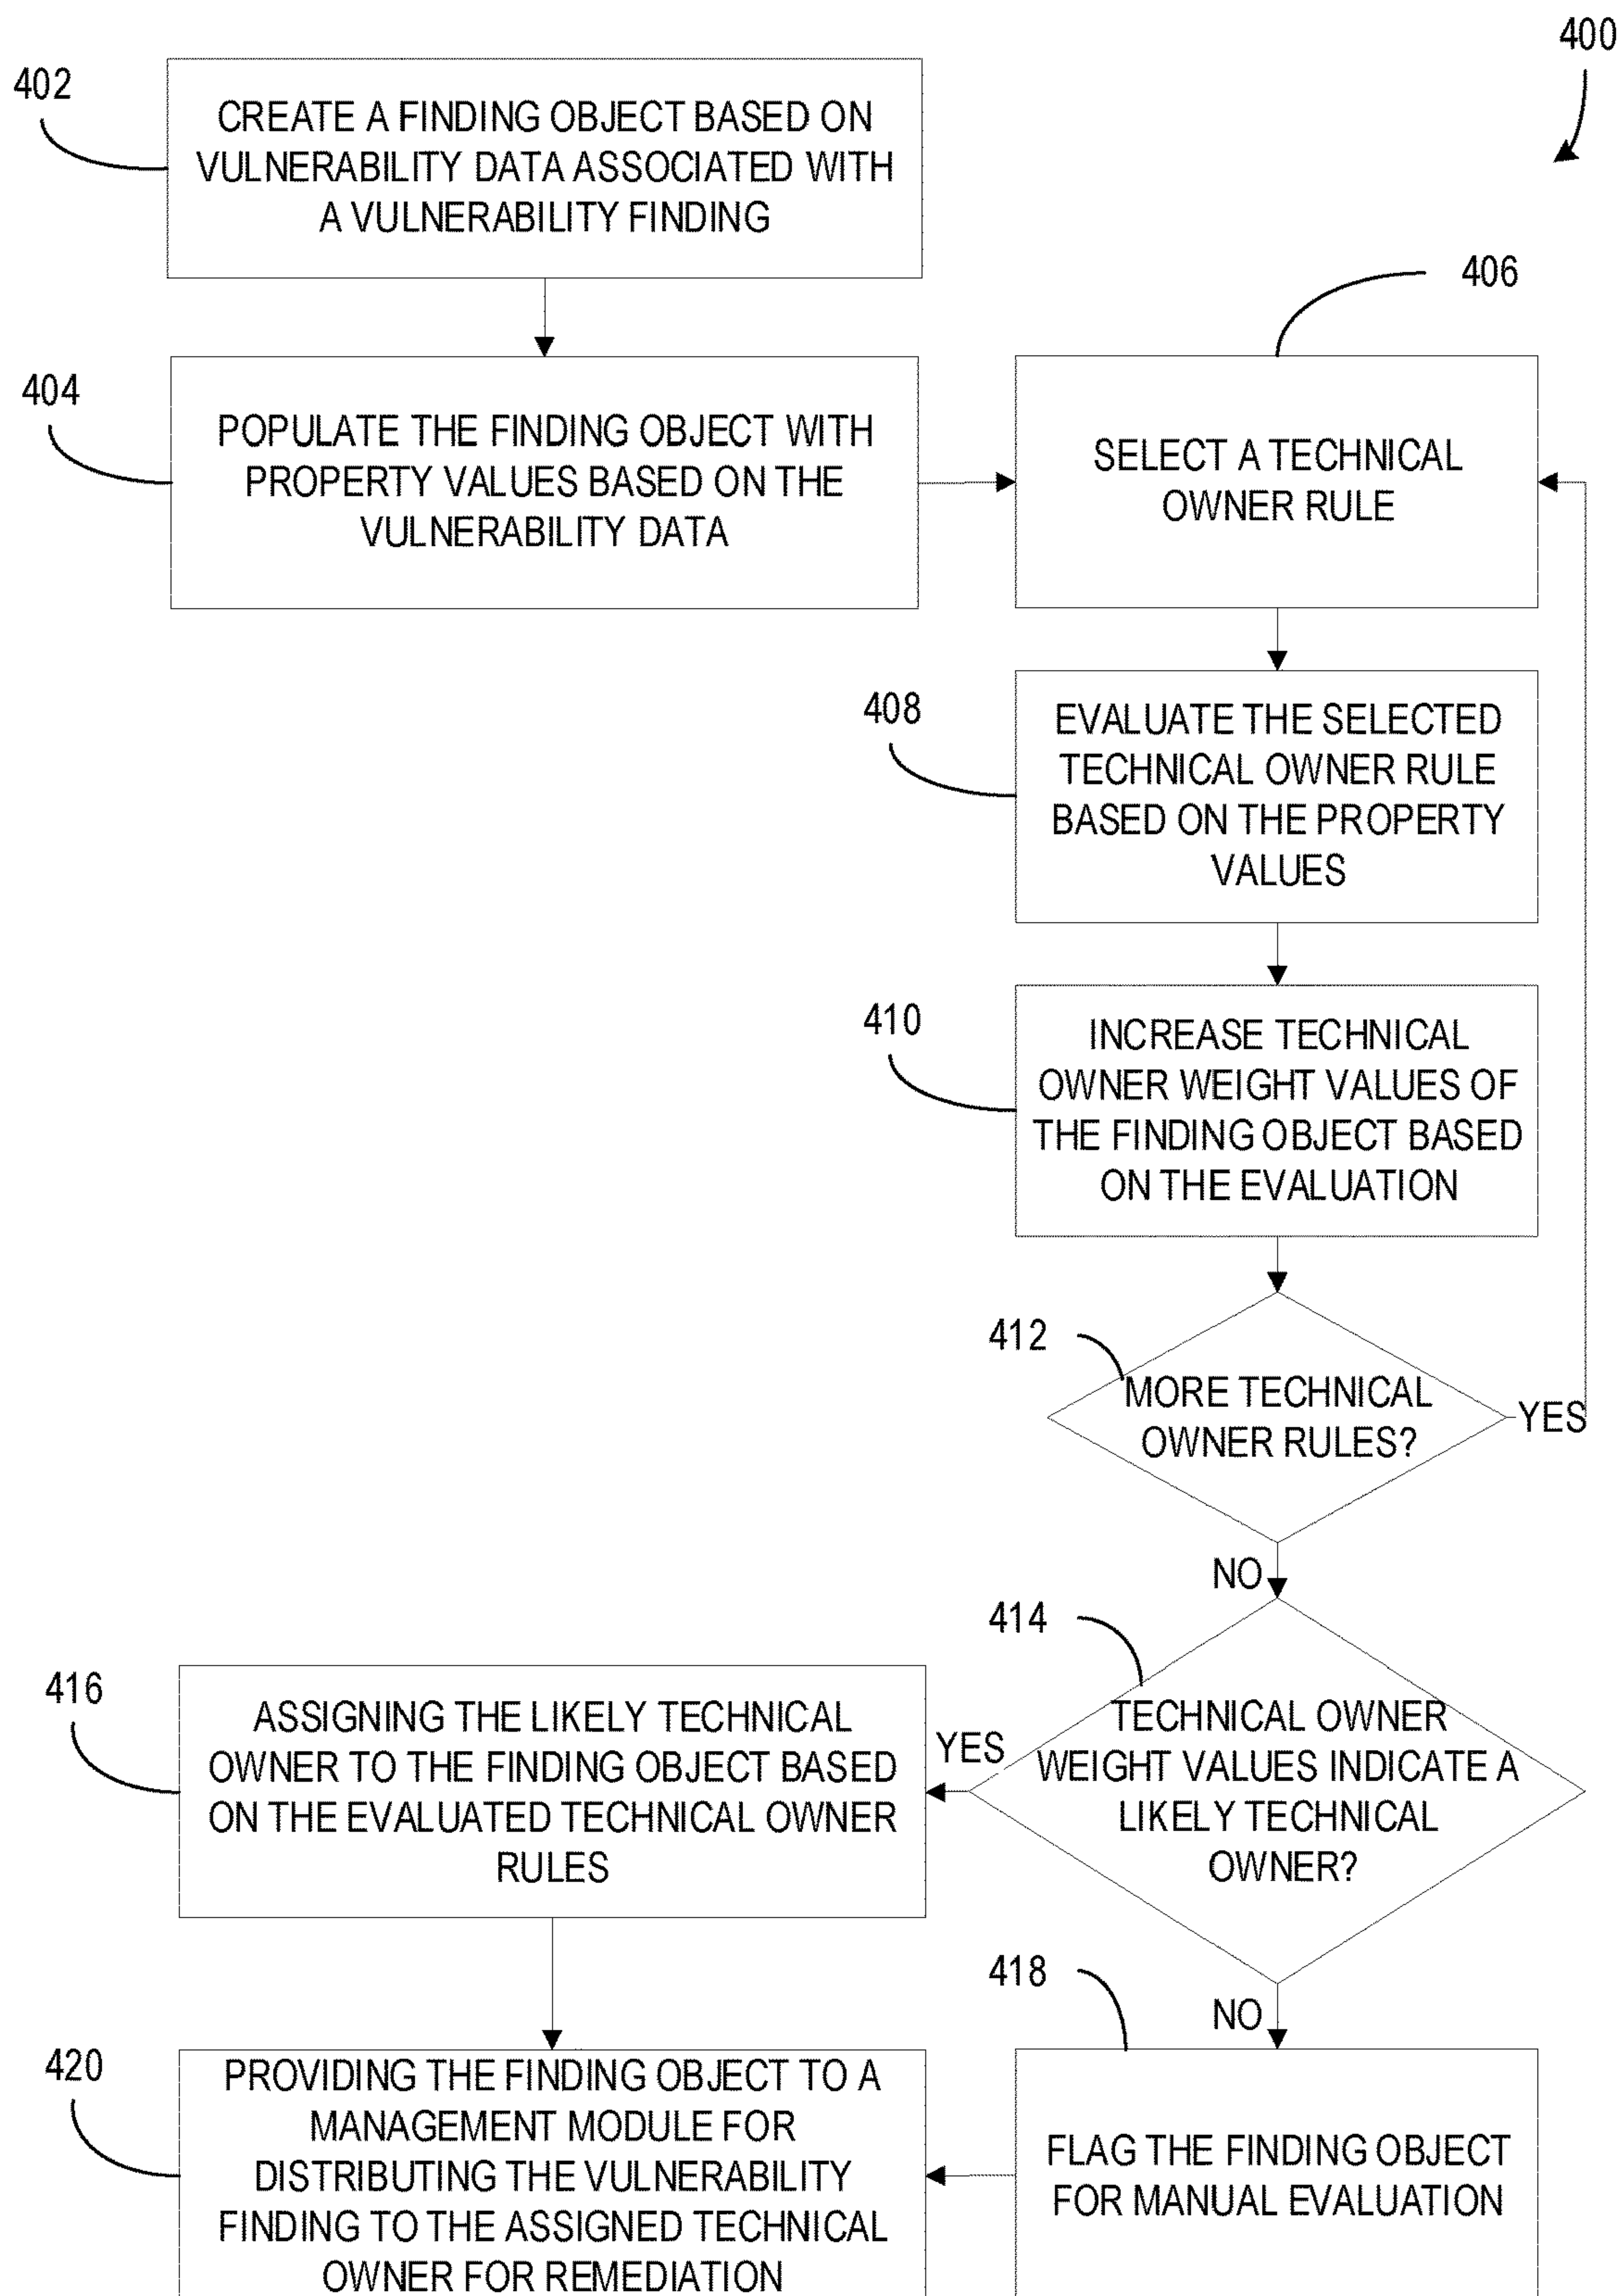 400
402
CREATE A FINDING OBJECT BASED ON
VULNERABILITY DATA ASSOCIATED WITH
A VULNERABILITY FINDING
404
POPULATE THE FINDING OBJECT WITH
PROPERTY VALUES BASED ON THE
VULNERABILITY DATA
406
SELECT A TECHNICAL
OWNER RULE
408
EVALUATE THE SELECTED
TECHNICAL OWNER RULE
BASED ON THE PROPERTY
VALUES
410
INCREASE TECHNICAL
OWNER WEIGHT VALUES OF
THE FINDING OBJECT BASED
ON THE EVALUATION
412
MORE TECHNICAL
OWNER RULES?
YES
NO
414
TECHNICAL OWNER
WEIGHT VALUES INDICATE A
LIKELY TECHNICAL
OWNER?
YES
416
ASSIGNING THE LIKELY TECHNICAL
OWNER TO THE FINDING OBJECT BASED
ON THE EVALUATED TECHNICAL OWNER
RULES
NO
418
FLAG THE FINDING OBJECT
FOR MANUAL EVALUATION
420
PROVIDING THE FINDING OBJECT TO A
MANAGEMENT MODULE FOR
DISTRIBUTING THE VULNERABILITY
FINDING TO THE ASSIGNED TECHNICAL
OWNER FOR REMEDIATION